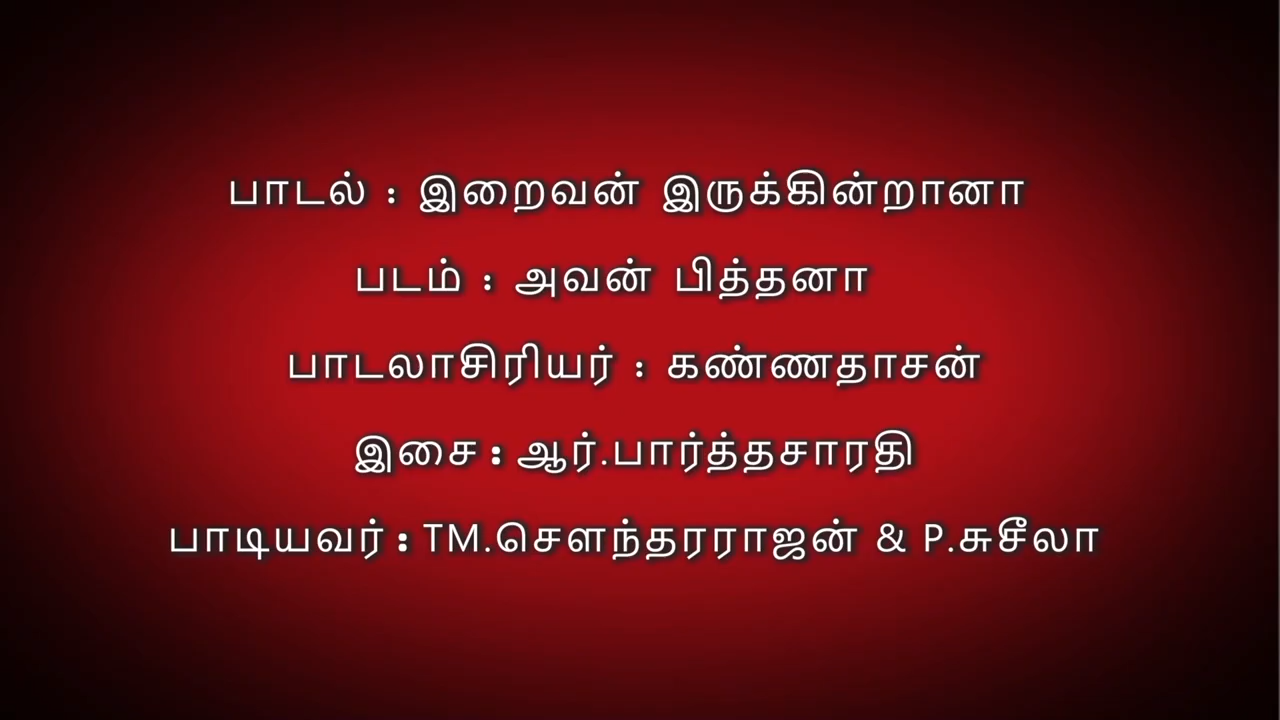 பாடல் : இறைவன் இருக்கின்றானா
படம் : அவன் பித்தனா
பாடலாசிரியர் : கண்ணதாசன்
இசை : ஆர்.பார்த்தசாரதி
பாடியவர் : TM.சௌந்தரராஜன் & P.சுசீலா